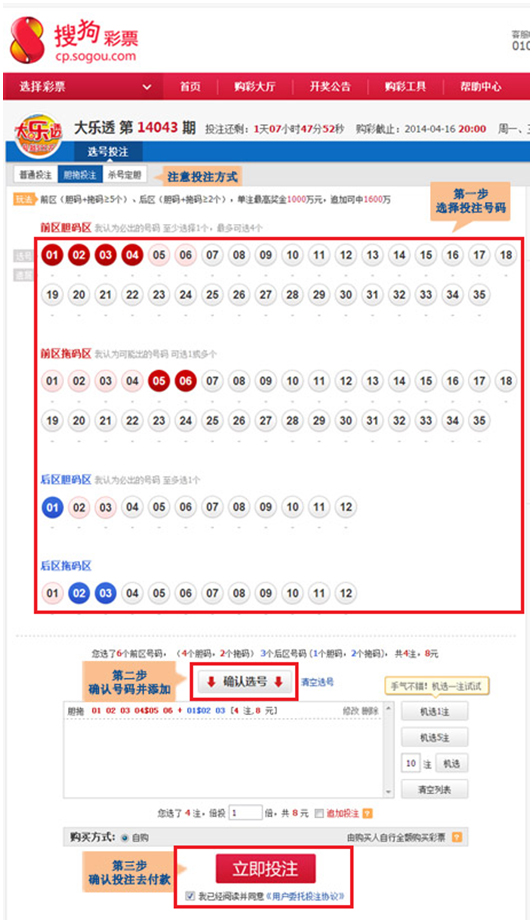 搜狗彩票
cp.sogou.com
客服
010
选择彩票 首页 购彩大厅 开奖公告 购彩工具 帮助中心
大乐透
大乐透 第 14043 期 投注还剩：1天07小时47分52秒 购彩截止：2014-04-16 20:00 周一、三
选号投注
普通投注 胆拖投注 杀号定胆 注意投注方式
玩法 前区（胆码+拖码≥5个）、后区（胆码+拖码≥2个），单注最高奖金1000万元，追加可中1600万
第一步
选择投注号码
前区胆码区 我认为必出的号码 至少选择1个，最多可选4个
选号
01 02 03 04 05 06 07 08 09 10 11 12 13 14 15 16 17 18
遗漏
19 20 21 22 23 24 25 26 27 28 29 30 31 32 33 34 35
前区拖码区 我认为可能出的号码 可选1或多个
01 02 03 04 05 06 07 08 09 10 11 12 13 14 15 16 17 18
19 20 21 22 23 24 25 26 27 28 29 30 31 32 33 34 35
后区胆码区 我认为必出的号码 至多选1个
01 02 03 04 05 06 07 08 09 10 11 12
后区拖码区
01 02 03 04 05 06 07 08 09 10 11 12
您选了6个前区号码，（4个胆码，2个拖码） 3个后区号码（1个胆码，2个拖码），共4注，8元
第二步
确认号码并添加
确认选号 清空选号
手气不错！机选一注试试
胆拖 01 02 03 04$05 06 + 01$02 03 [4 注,8 元] 修改 删除
机选1注
机选5注
10 注 机选
清空列表
您选了 4 注，倍投 1 倍，共 8 元 追加投注 ?
购买方式： 自购 由购买人自行全额购买彩票 ?
第三步
确认投注去付款
立即投注
我已经阅读并同意《用户委托投注协议》